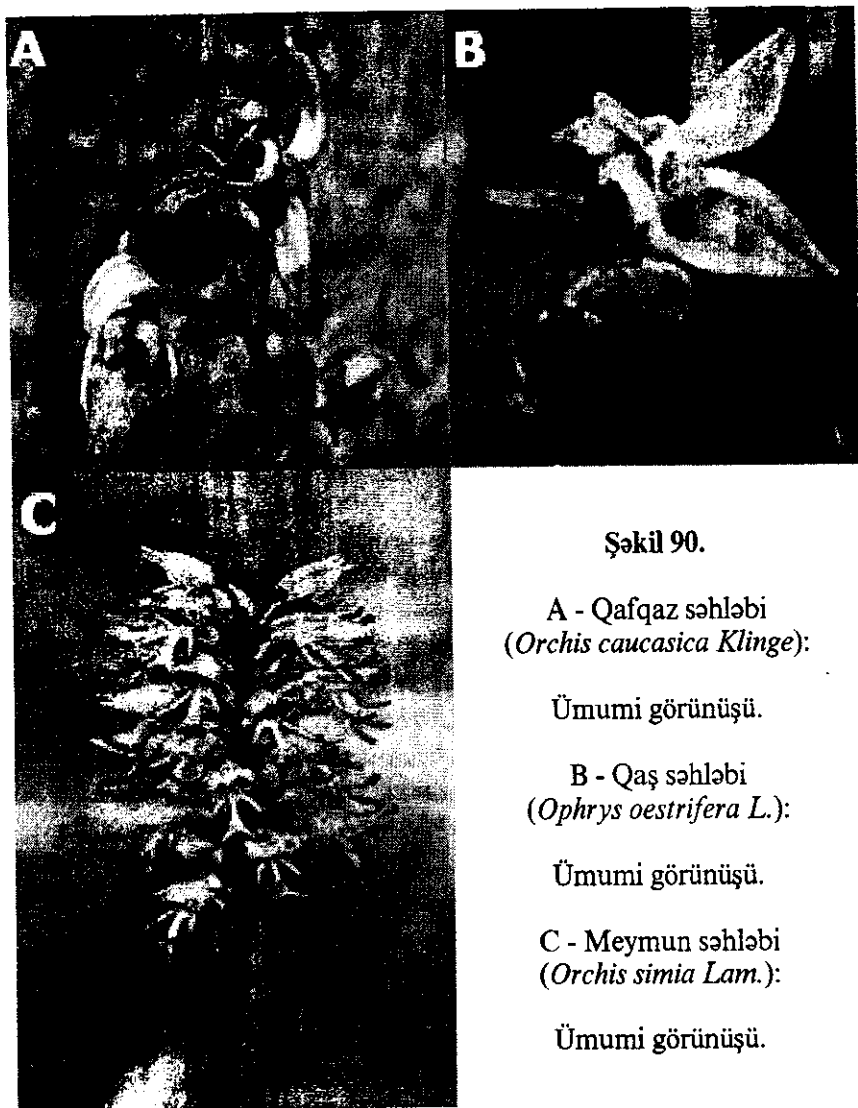 A
B
C
Şəkil 90.
A - Qafqaz səhləbi
(Orchis caucasica Klinge):
Ümumi görünüşü.
B - Qaş səhləbi
(Ophrys oestrifera L.):
Ümumi görünüşü.
C - Meymun səhləbi
(Orchis simia Lam.):
Ümumi görünüşü.